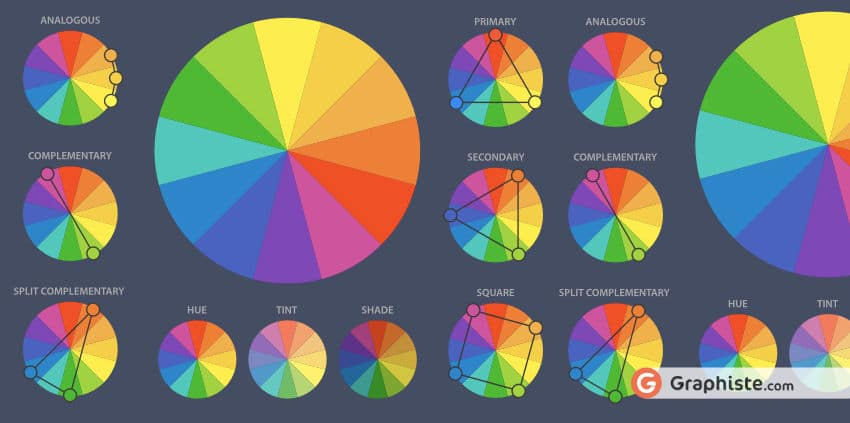 ANALOGOUS
COMPLEMENTARY
SPLIT COMPLEMENTARY
HUE
TINT
SHADE
PRIMARY
ANALOGOUS
SECONDARY
COMPLEMENTARY
SQUARE
SPLIT COMPLEMENTARY
HUE
TINT
G Graphiste.com